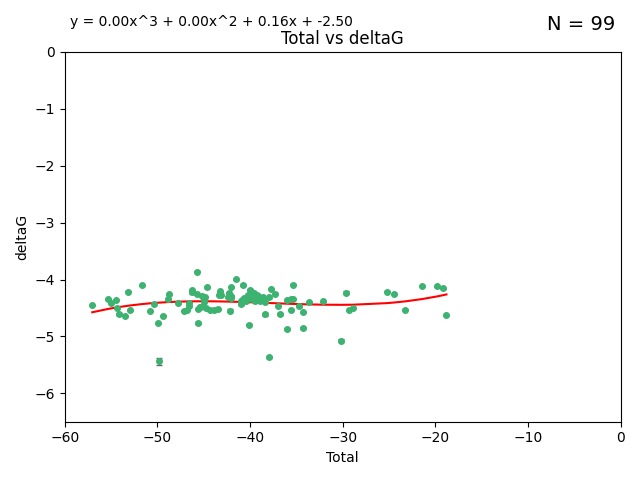 y = 0.00x^3 + 0.00x^2 + 0.16x + -2.50
N = 99
Total vs deltaG
0
−1
−2
−3
−4
−5
−6
deltaG
−60 −50 −40 −30 −20 −10 0
Total